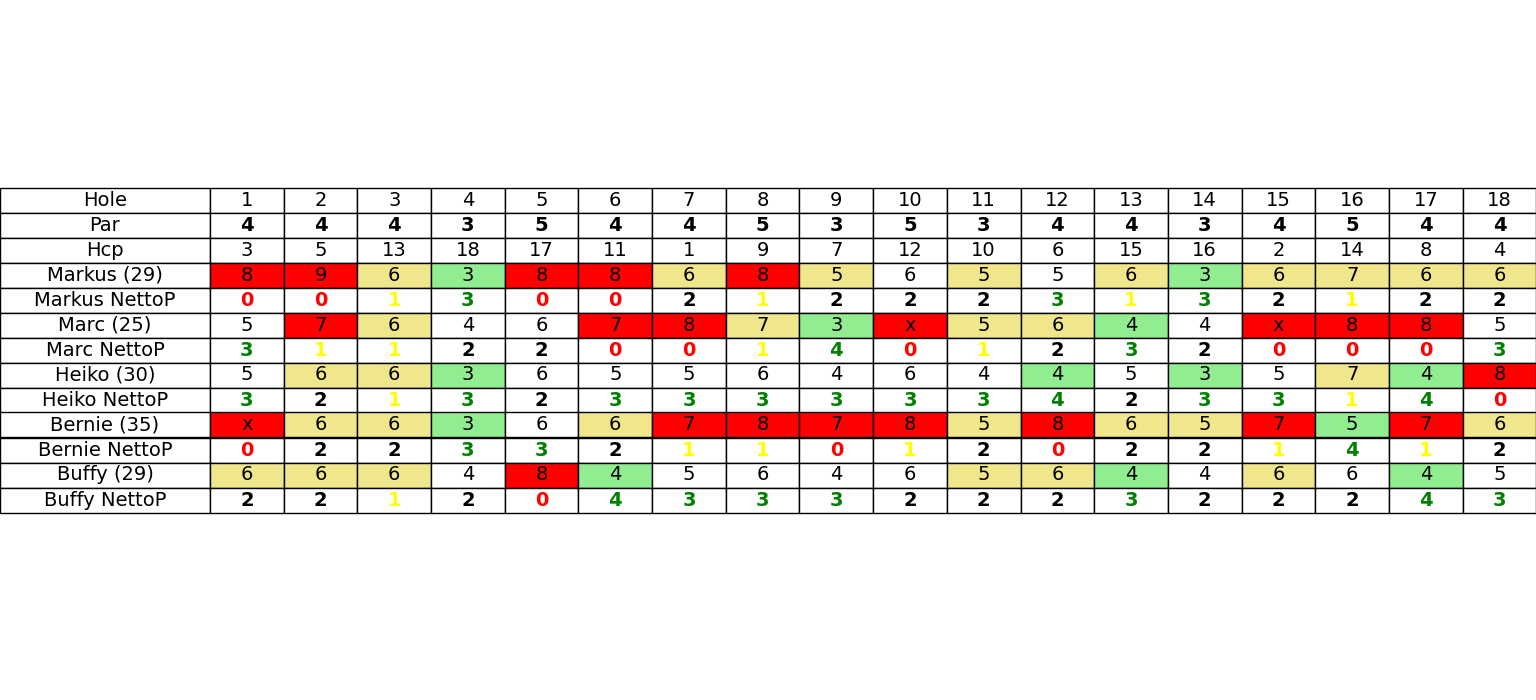 Hole 1 2 3 4 5 6 7 8 9 10 11 12 13 14 15 16 17 18
Par 4 4 4 3 5 4 4 5 3 5 3 4 4 3 4 5 4 4
Hcp 3 5 13 18 17 11 1 9 7 12 10 6 15 16 2 14 8 4
Markus (29) 8 9 6 3 8 8 6 8 5 6 5 5 6 3 6 7 6 6
Markus NettoP 0 0 1 3 0 0 2 1 2 2 2 3 1 3 2 1 2 2
Marc (25) 5 7 6 4 6 7 8 7 3 x 5 6 4 4 x 8 8 5
Marc NettoP 3 1 1 2 2 0 0 1 4 0 1 2 3 2 0 0 0 3
Heiko (30) 5 6 6 3 6 5 5 6 4 6 4 4 5 3 5 7 4 8
Heiko NettoP 3 2 1 3 2 3 3 3 3 3 3 4 2 3 3 1 4 0
Bernie (35) x 6 6 3 6 6 7 8 7 8 5 8 6 5 7 5 7 6
Bernie NettoP 0 2 2 3 3 2 1 1 0 1 2 0 2 2 1 4 1 2
Buffy (29) 6 6 6 4 8 4 5 6 4 6 5 6 4 4 6 6 4 5
Buffy NettoP 2 2 1 2 0 4 3 3 3 2 2 2 3 2 2 2 4 3